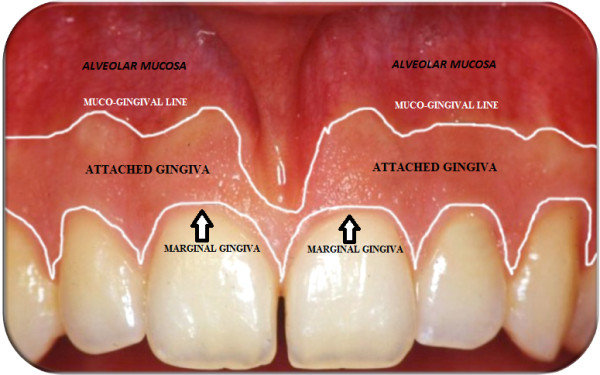 ALVEOLAR MUCOSA
ALVEOLAR MUCOSA
MUCO-GINGIVAL LINE
MUCO-GINGIVAL LINE
ATTACHED GINGIVA
ATTACHED GINGIVA
MARGINAL GINGIVA
MARGINAL GINGIVA